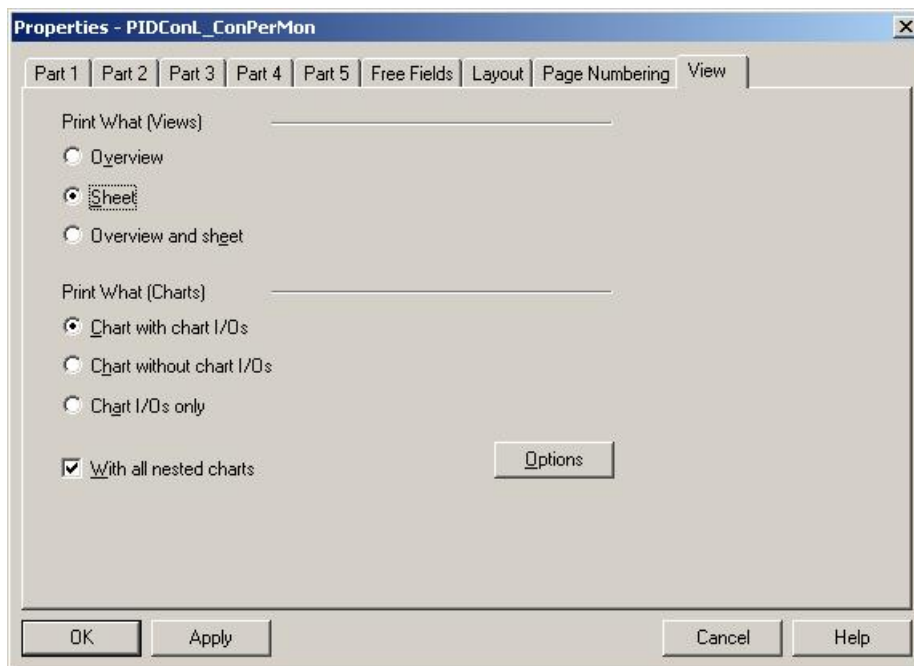 Properties - PIDConL_ConPerMon
Part 1 Part 2 Part 3 Part 4 Part 5 Free Fields Layout Page Numbering View
Print What (Views)
Overview
Sheet
Overview and sheet
Print What (Charts)
Chart with chart I/Os
Chart without chart I/Os
Chart I/Os only
With all nested charts Options
OK Apply Cancel Help